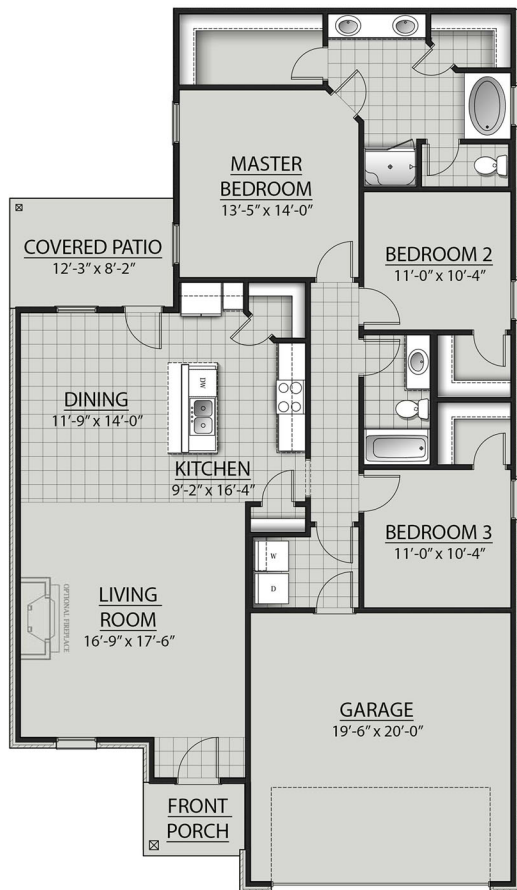 MASTER
BEDROOM
13'-5" x 14'-0"
COVERED PATIO
12'-3" x 8'-2"
BEDROOM 2
11'-0" x 10'-4"
DINING
11'-9" x 14'-0"
DW
KITCHEN
9'-2" x 16'-4"
BEDROOM 3
11'-0" x 10'-4"
W
D
LIVING
ROOM
16'-9" x 17'-6"
OPTIONAL FIREPLACE
GARAGE
19'-6" x 20'-0"
FRONT
PORCH